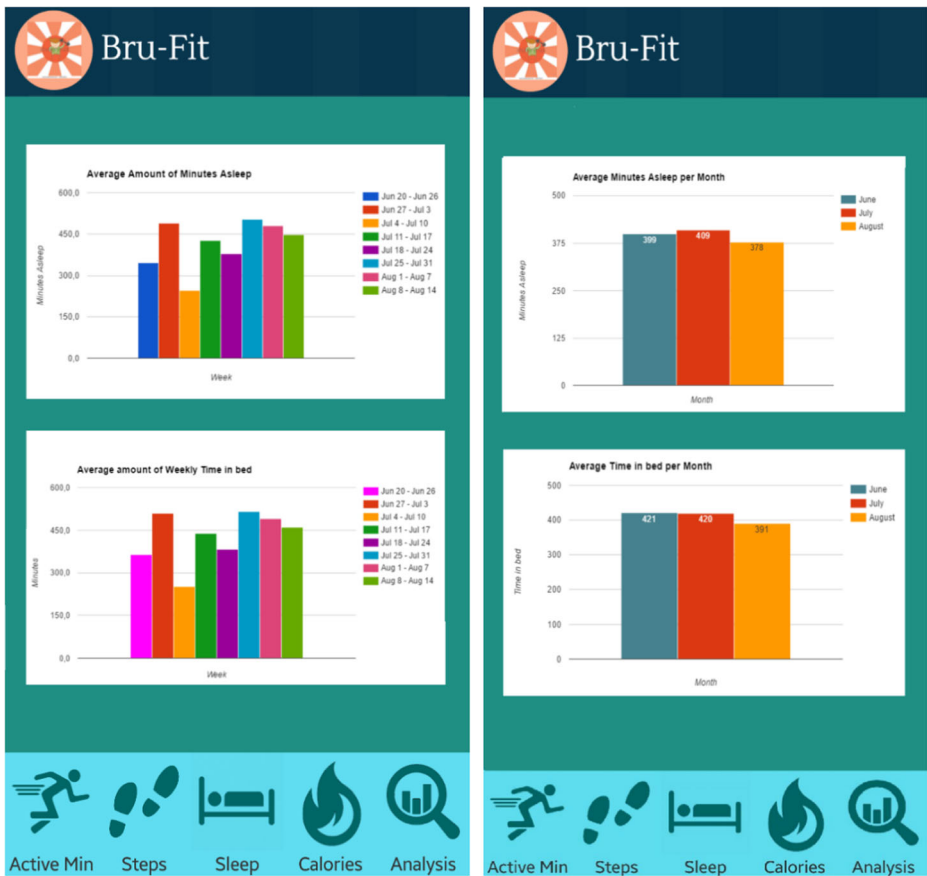 Bru-Fit
Average Amount of Minutes Asleep
600,0
450,0
300,0
150,0
0,0
Minutes Asleep
Week
Jun 20 - Jun 26
Jun 27 - Jul 3
Jul 4 - Jul 10
Jul 11 - Jul 17
Jul 18 - Jul 24
Jul 25 - Jul 31
Aug 1 - Aug 7
Aug 8 - Aug 14
Average amount of Weekly Time in bed
600,0
450,0
300,0
150,0
0,0
Minutes
Week
Jun 20 - Jun 26
Jun 27 - Jul 3
Jul 4 - Jul 10
Jul 11 - Jul 17
Jul 18 - Jul 24
Jul 25 - Jul 31
Aug 1 - Aug 7
Aug 8 - Aug 14
Active Min
Steps
Sleep
Calories
Analysis
Bru-Fit
Average Minutes Asleep per Month
500
375
250
125
0
Minutes Asleep
399
409
378
Month
June
July
August
Average Time in bed per Month
500
400
300
200
100
0
Time in bed
421
420
391
Month
June
July
August
Active Min
Steps
Sleep
Calories
Analysis